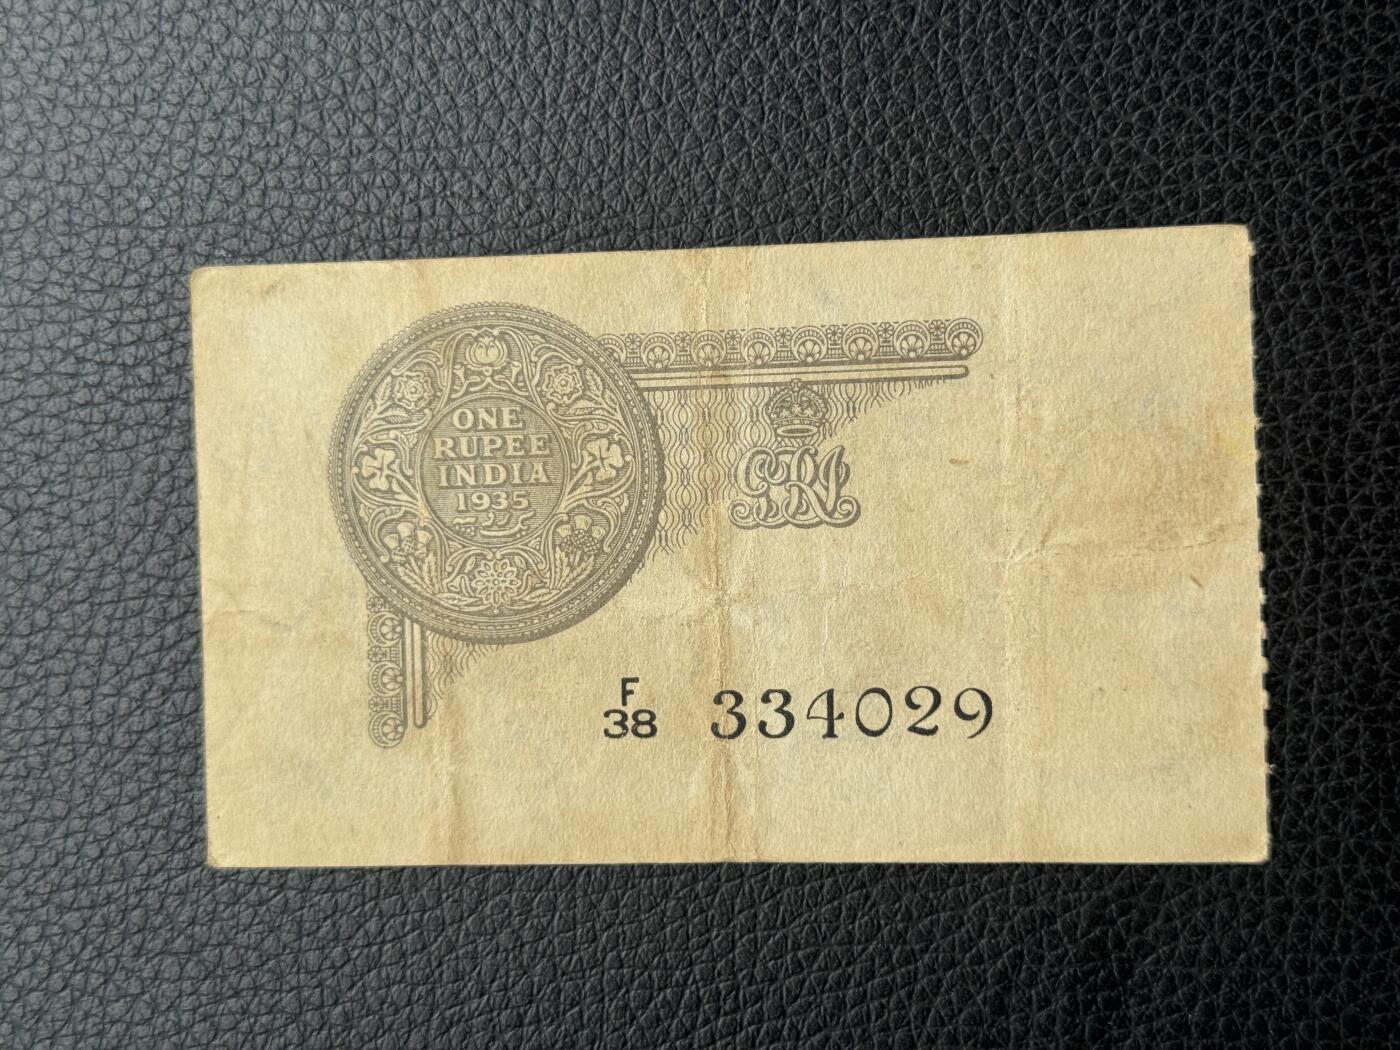 ONE
RUPEE
INDIA
1935
GRI
F
38 334029